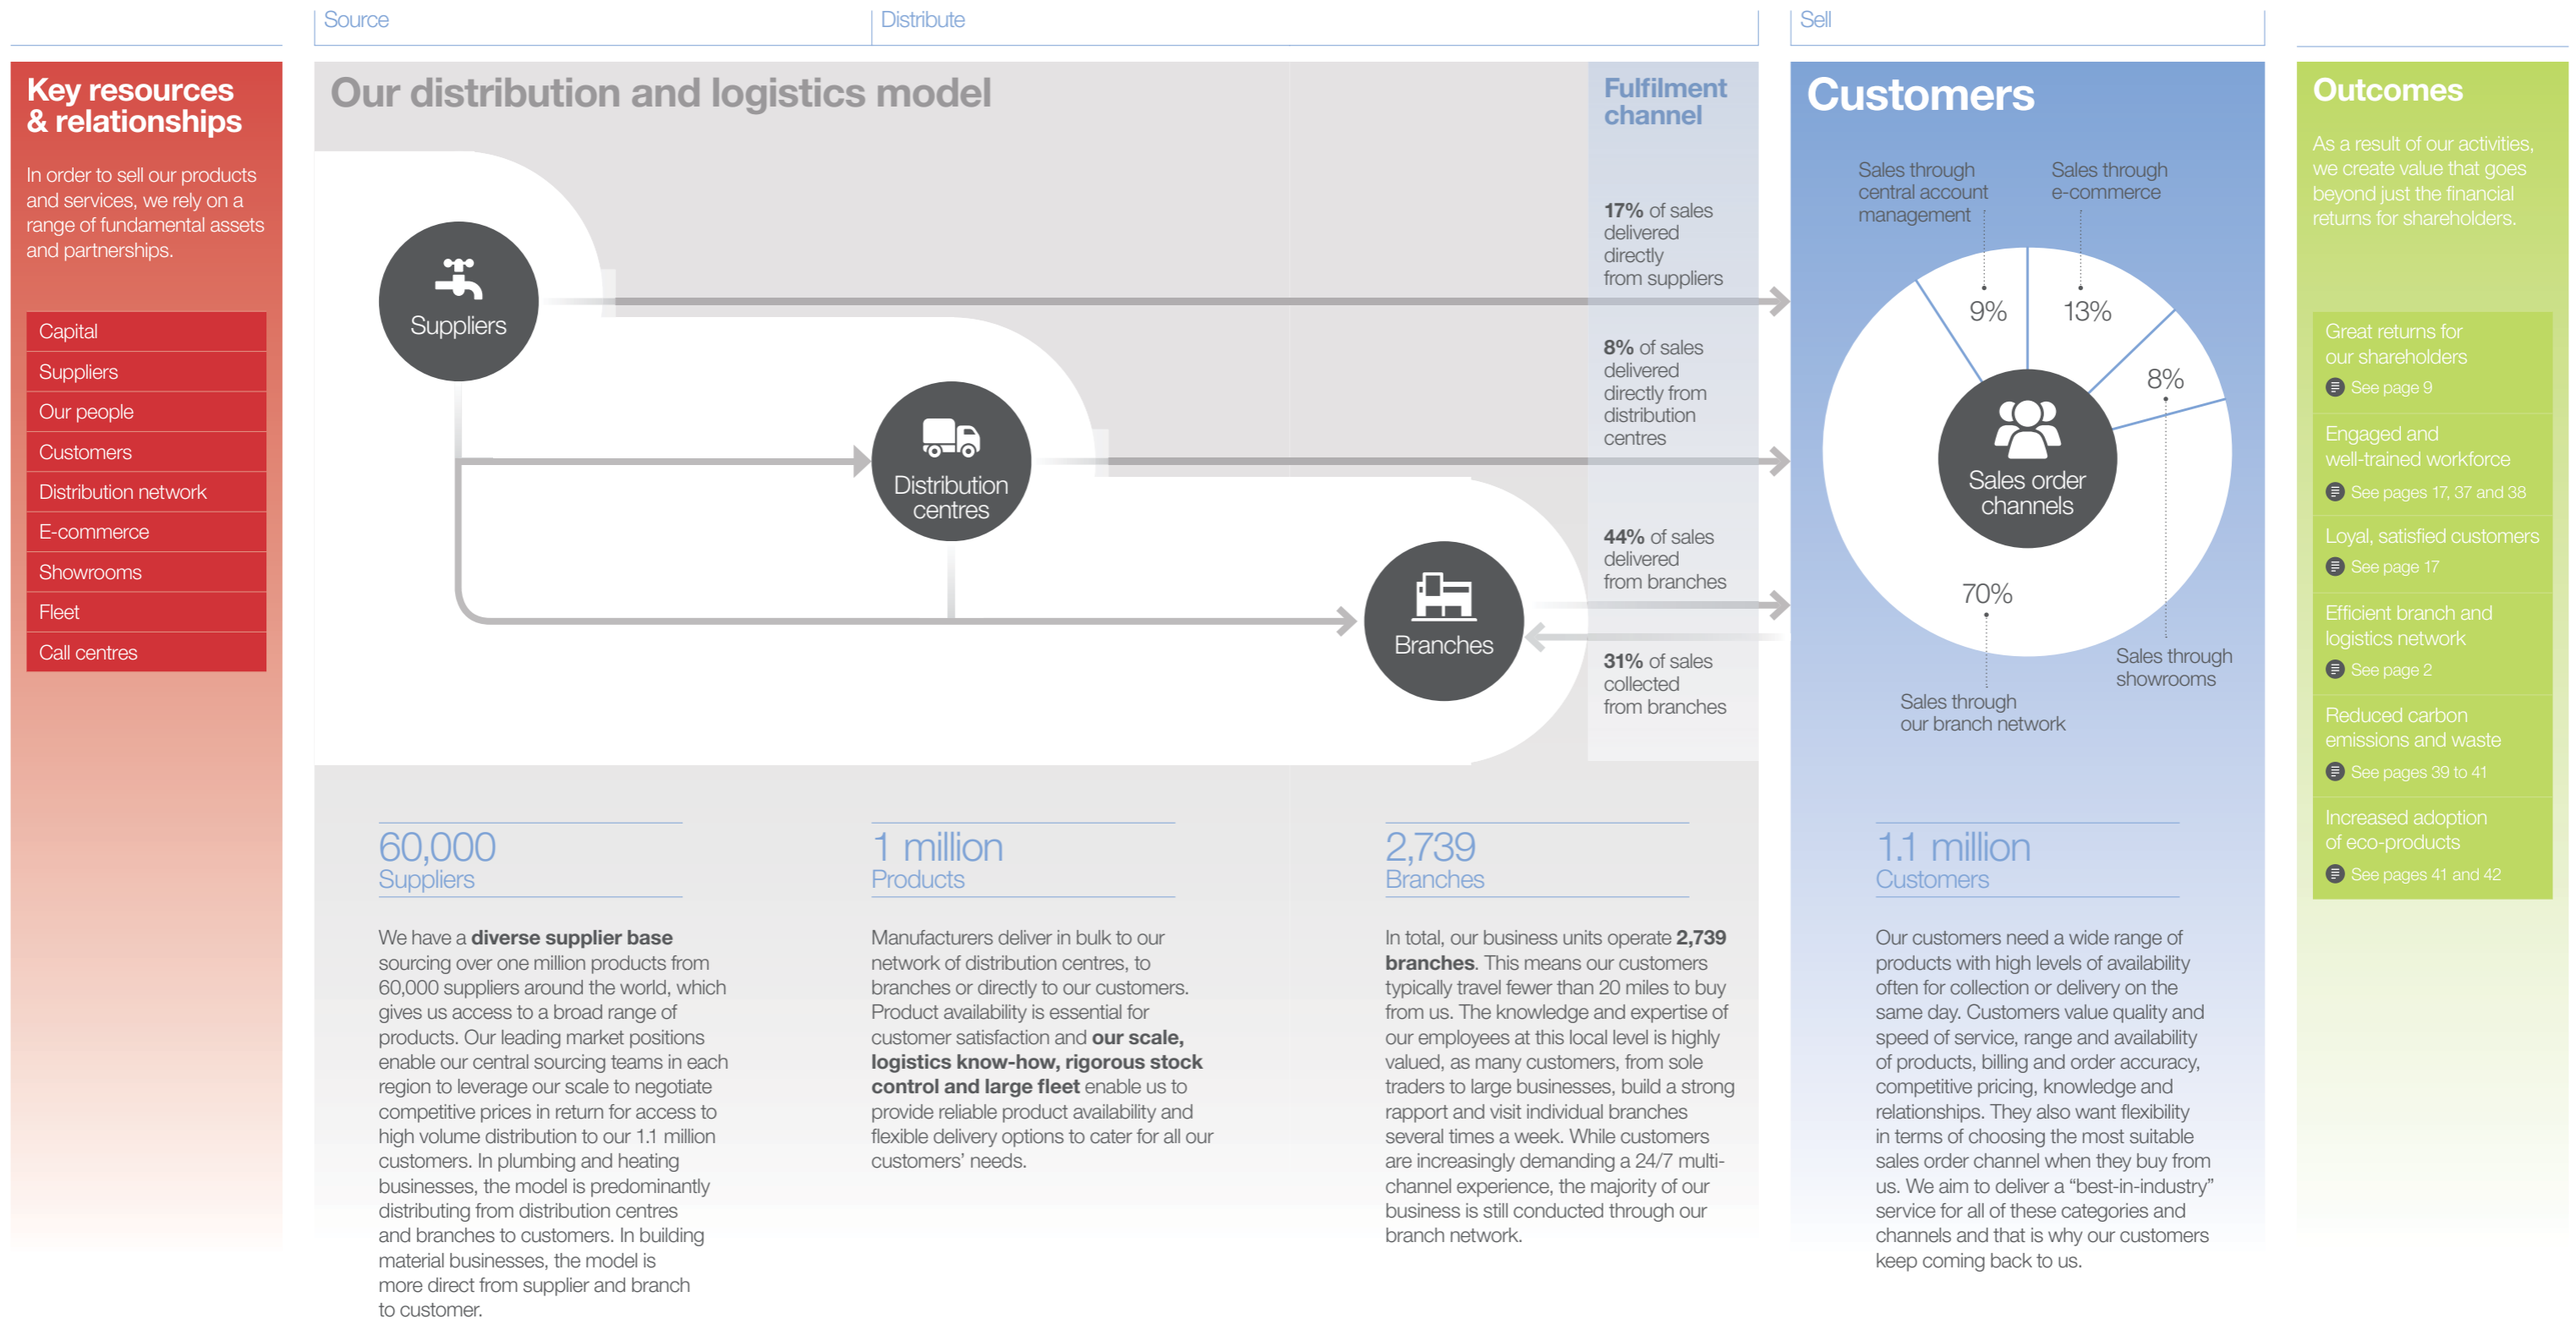 Source
Distribute
Sell
Key resources
& relationships
In order to sell our products
and services, we rely on a
range of fundamental assets
and partnerships.
Capital
Suppliers
Our people
Customers
Distribution network
E-commerce
Showrooms
Fleet
Call centres
Our distribution and logistics model
Suppliers
Distribution
centres
Branches
Fulfilment
channel
17% of sales
delivered
directly
from suppliers
8% of sales
delivered
directly from
distribution
centres
44% of sales
delivered
from branches
31% of sales
collected
from branches
60,000
Suppliers
We have a diverse supplier base
sourcing over one million products from
60,000 suppliers around the world, which
gives us access to a broad range of
products. Our leading market positions
enable our central sourcing teams in each
region to leverage our scale to negotiate
competitive prices in return for access to
high volume distribution to our 1.1 million
customers. In plumbing and heating
businesses, the model is predominantly
distributing from distribution centres
and branches to customers. In building
material businesses, the model is
more direct from supplier and branch
to customer.
1 million
Products
Manufacturers deliver in bulk to our
network of distribution centres, to
branches or directly to our customers.
Product availability is essential for
customer satisfaction and our scale,
logistics know-how, rigorous stock
control and large fleet enable us to
provide reliable product availability and
flexible delivery options to cater for all our
customers’ needs.
2,739
Branches
In total, our business units operate 2,739
branches. This means our customers
typically travel fewer than 20 miles to buy
from us. The knowledge and expertise of
our employees at this local level is highly
valued, as many customers, from sole
traders to large businesses, build a strong
rapport and visit individual branches
several times a week. While customers
are increasingly demanding a 24/7 multi-
channel experience, the majority of our
business is still conducted through our
branch network.
Customers
Sales through
central account
management
Sales through
e-commerce
9%
13%
8%
Sales order
channels
70%
Sales through
showrooms
Sales through
our branch network
1.1 million
Customers
Our customers need a wide range of
products with high levels of availability
often for collection or delivery on the
same day. Customers value quality and
speed of service, range and availability
of products, billing and order accuracy,
competitive pricing, knowledge and
relationships. They also want flexibility
in terms of choosing the most suitable
sales order channel when they buy from
us. We aim to deliver a “best-in-industry”
service for all of these categories and
channels and that is why our customers
keep coming back to us.
Outcomes
As a result of our activities,
we create value that goes
beyond just the financial
returns for shareholders.
Great returns for
our shareholders
See page 9
Engaged and
well-trained workforce
See pages 17, 37 and 38
Loyal, satisfied customers
See page 17
Efficient branch and
logistics network
See page 2
Reduced carbon
emissions and waste
See pages 39 to 41
Increased adoption
of eco-products
See pages 41 and 42